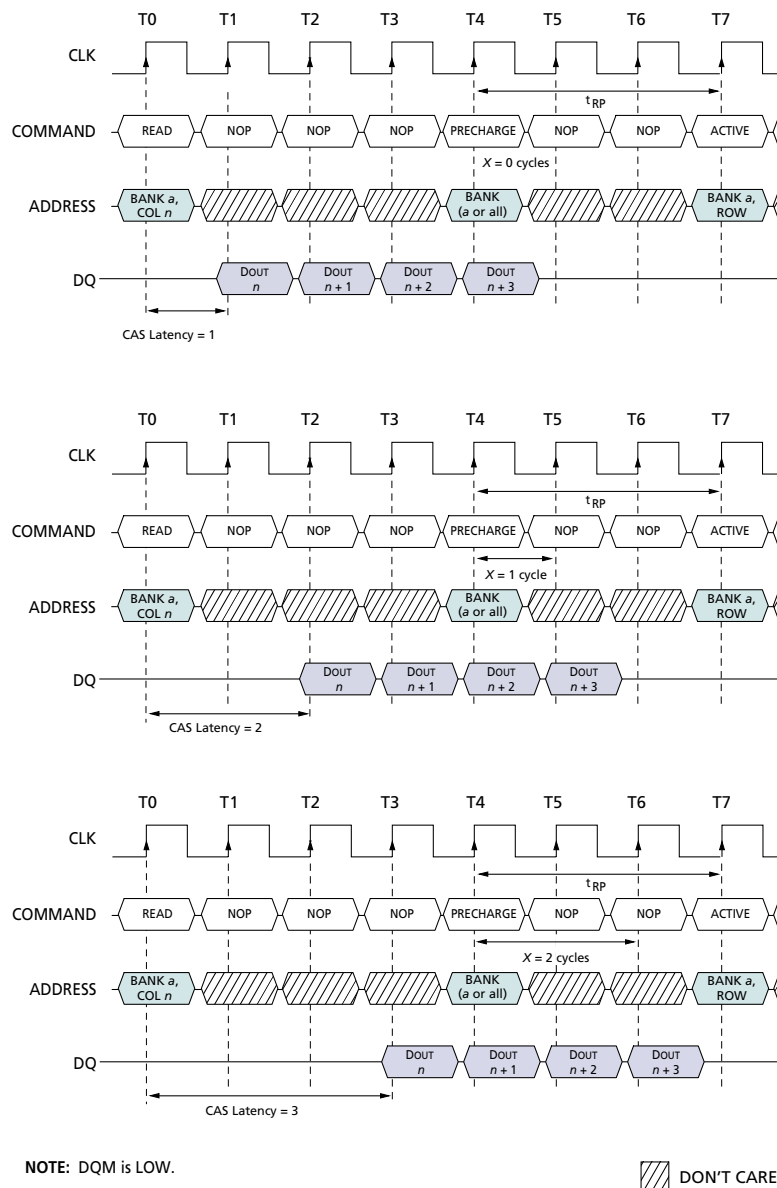 T0 T1 T2 T3 T4 T5 T6 T7
CLK
tRP
COMMAND READ NOP NOP NOP PRECHARGE NOP NOP ACTIVE
X = 0 cycles
ADDRESS BANK a, COL n BANK (a or all) BANK a, ROW
DQ DOUT n DOUT n + 1 DOUT n + 2 DOUT n + 3
CAS Latency = 1
T0 T1 T2 T3 T4 T5 T6 T7
CLK
tRP
COMMAND READ NOP NOP NOP PRECHARGE NOP NOP ACTIVE
X = 1 cycle
ADDRESS BANK a, COL n BANK (a or all) BANK a, ROW
DQ DOUT n DOUT n + 1 DOUT n + 2 DOUT n + 3
CAS Latency = 2
T0 T1 T2 T3 T4 T5 T6 T7
CLK
tRP
COMMAND READ NOP NOP NOP PRECHARGE NOP NOP ACTIVE
X = 2 cycles
ADDRESS BANK a, COL n BANK (a or all) BANK a, ROW
DQ DOUT n DOUT n + 1 DOUT n + 2 DOUT n + 3
CAS Latency = 3
NOTE: DQM is LOW.
DON'T CARE